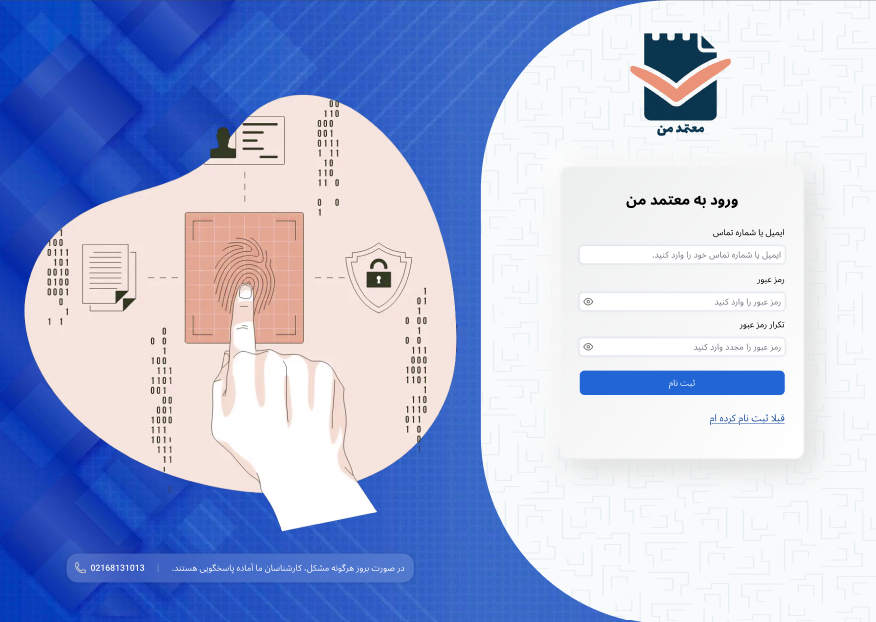 معتمد من
ورود به معتمد من
ایمیل یا شماره تماس
ایمیل یا شماره تماس خود را وارد کنید.
رمز عبور
رمز عبور را وارد کنید
تکرار رمز عبور
رمز عبور را مجدد وارد کنید
ثبت نام
قبلا ثبت نام کرده ام
در صورت بروز هرگونه مشکل، کارشناسان ما آماده پاسخگویی هستند. | 02168131013